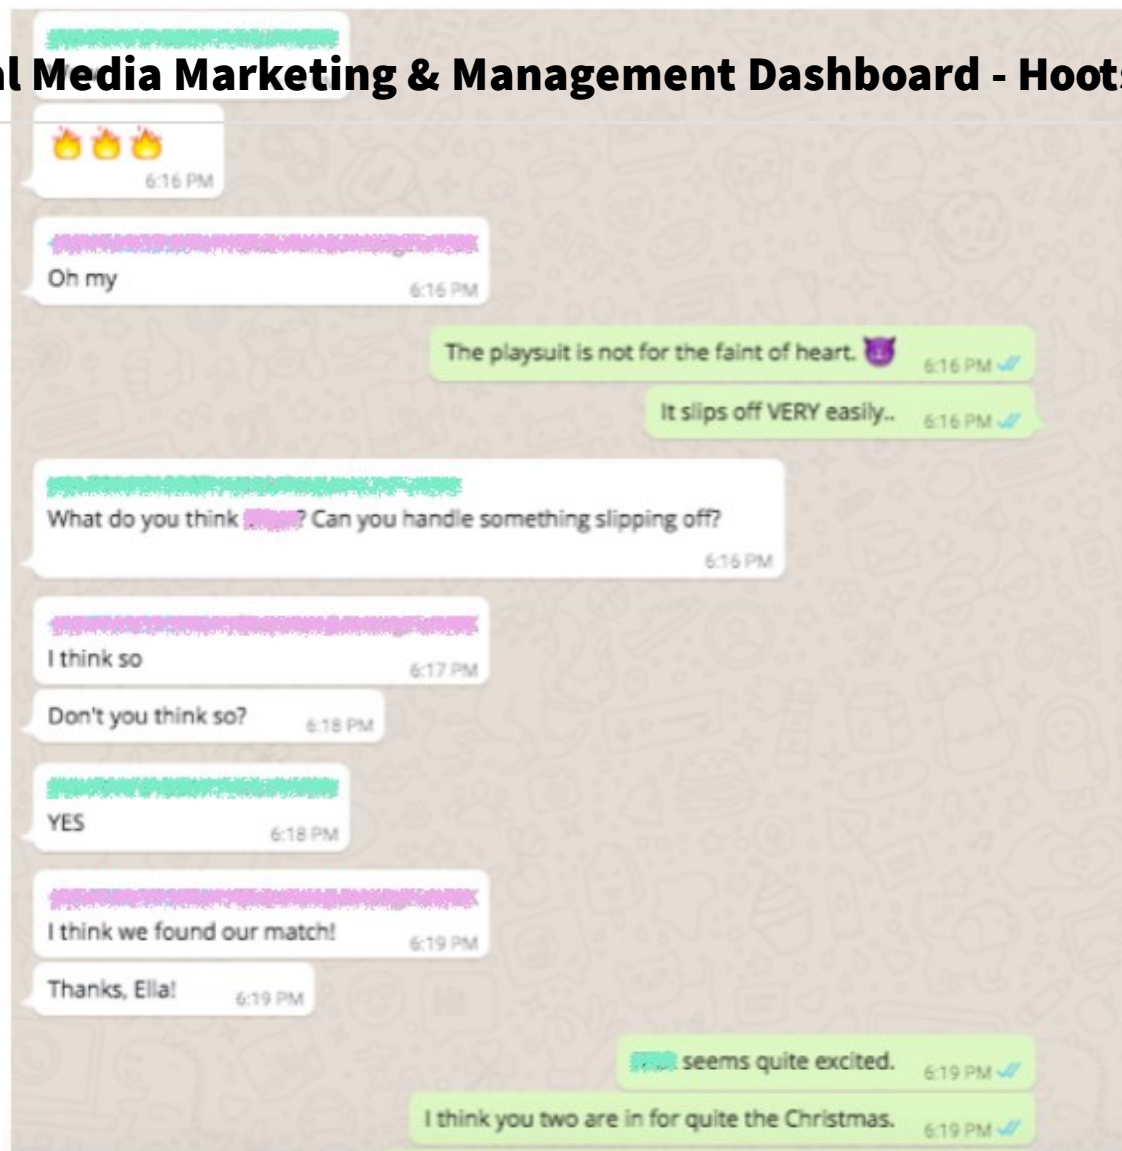 al Media Marketing & Management Dashboard - Hoots
6:16 PM
Oh my
6:16 PM
The playsuit is not for the faint of heart.
6:16 PM
It slips off VERY easily..
6:16 PM
What do you think ? Can you handle something slipping off?
6:16 PM
I think so
6:17 PM
Don't you think so?
6:18 PM
YES
6:18 PM
I think we found our match!
6:19 PM
Thanks, Ella!
6:19 PM
seems quite excited.
6:19 PM
I think you two are in for quite the Christmas.
6:19 PM